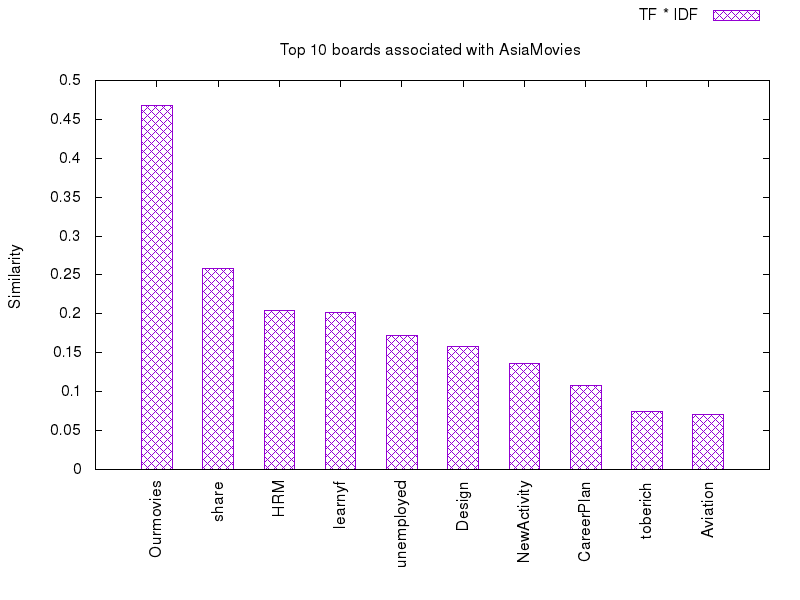 TF * IDF
Top 10 boards associated with AsiaMovies
0.5
0.45
0.4
0.35
0.3
0.25
0.2
0.15
0.1
0.05
0
Similarity
Ourmovies
share
HRM
learnyf
unemployed
Design
NewActivity
CareerPlan
toberich
Aviation